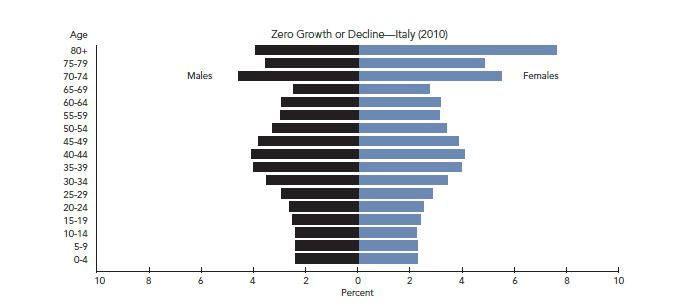 Age
Zero Growth or Decline—Italy (2010)
80+
75-79
70-74
Males
Females
65-69
60-64
55-59
50-54
45-49
40-44
35-39
30-34
25-29
20-24
15-19
10-14
5-9
0-4
10 8 6 4 2 0 2 4 6 8 10
Percent